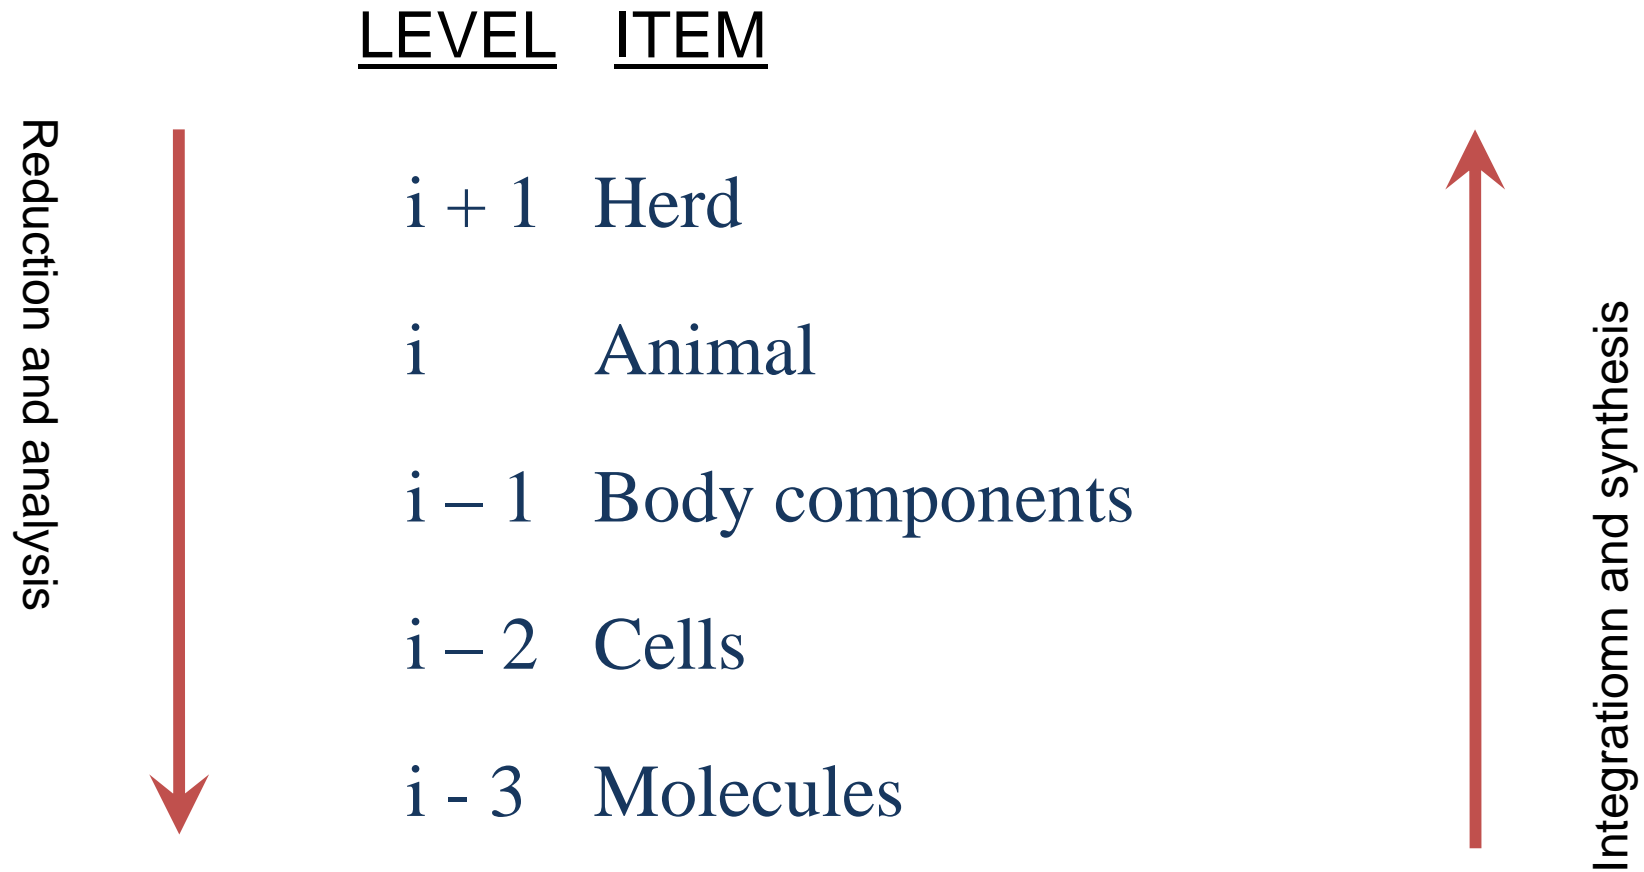 LEVEL ITEM
Reduction and analysis
i + 1 Herd
i Animal
i – 1 Body components
i – 2 Cells
i - 3 Molecules
Integratiomn and synthesis